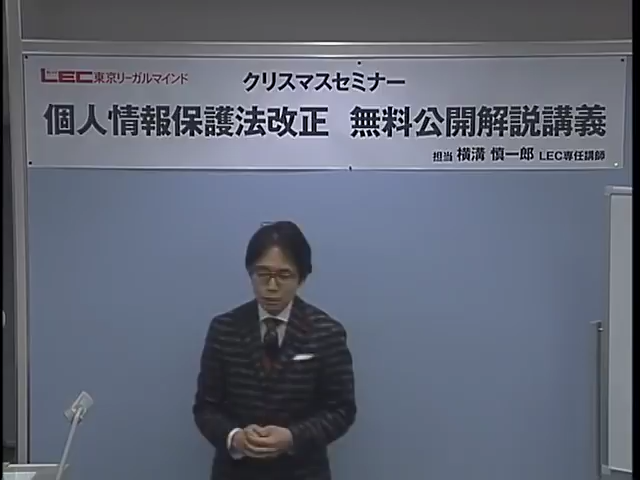 LEC東京リーガルマインド
クリスマスセミナー
個人情報保護法改正 無料公開解説講義
担当 横溝 慎一郎 LEC専任講師